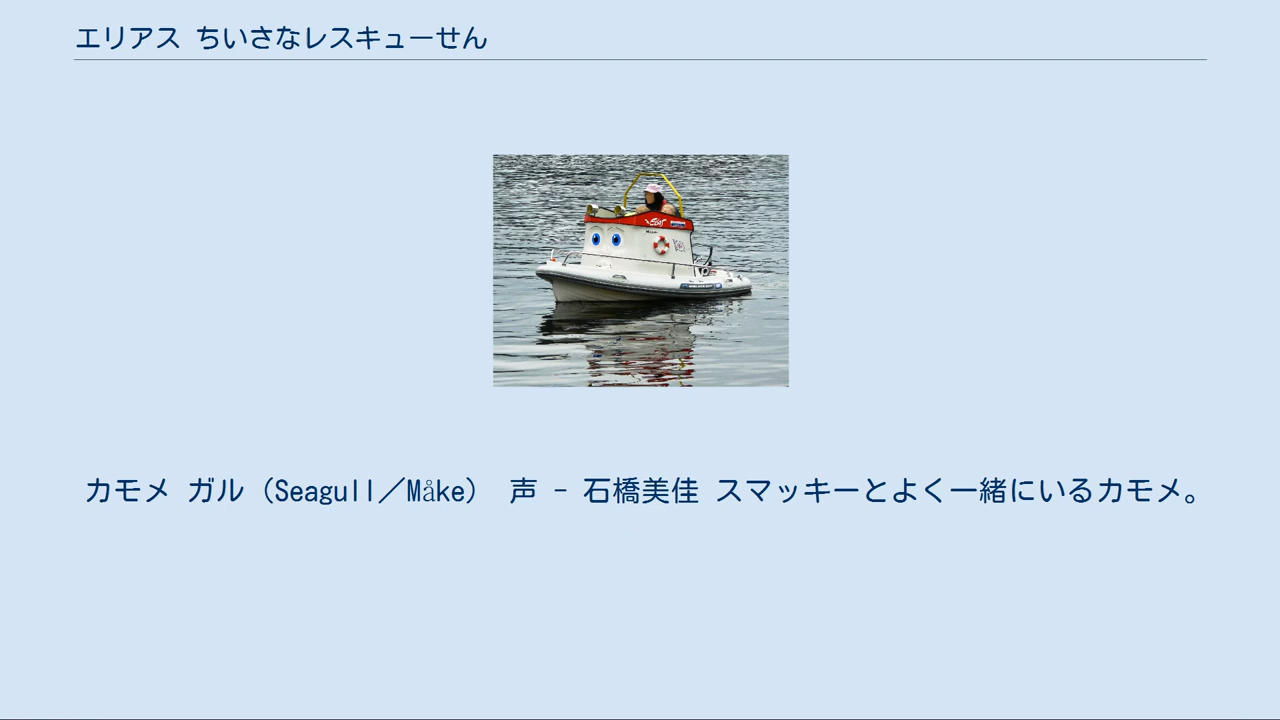 エリアス ちいさなレスキューせん
カモメ ガル（Seagull／Måke） 声 - 石橋美佳 スマッキーとよく一緒にいるカモメ。